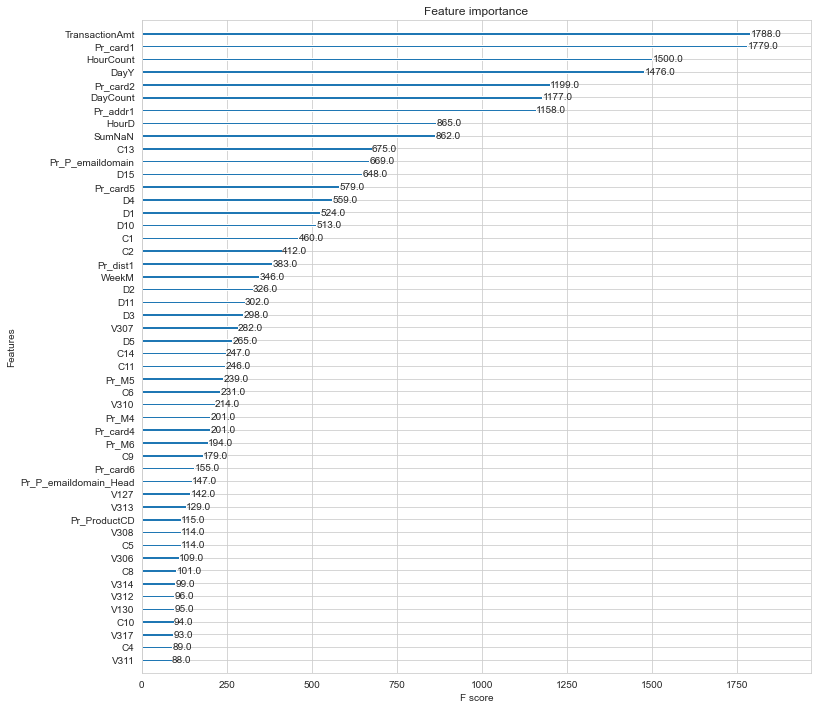 Feature importance
TransactionAmt 1788.0
Pr_card1 1779.0
HourCount 1500.0
DayY 1476.0
Pr_card2 1199.0
DayCount 1177.0
Pr_addr1 1158.0
HourD 865.0
SumNaN 862.0
C13 675.0
Pr_P_emaildomain 669.0
D15 648.0
Pr_card5 579.0
D4 559.0
D1 524.0
D10 513.0
C1 460.0
C2 412.0
Pr_dist1 383.0
WeekM 346.0
D2 326.0
D11 302.0
D3 298.0
V307 282.0
D5 265.0
C14 247.0
C11 246.0
Pr_M5 239.0
C6 231.0
V310 214.0
Pr_M4 201.0
Pr_card4 201.0
Pr_M6 194.0
C9 179.0
Pr_card6 155.0
Pr_P_emaildomain_Head 147.0
V127 142.0
V313 129.0
Pr_ProductCD 115.0
V308 114.0
C5 114.0
V306 109.0
C8 101.0
V314 99.0
V312 96.0
V130 95.0
C10 94.0
V317 93.0
C4 89.0
V311 88.0
Features
0 250 500 750 1000 1250 1500 1750
F score